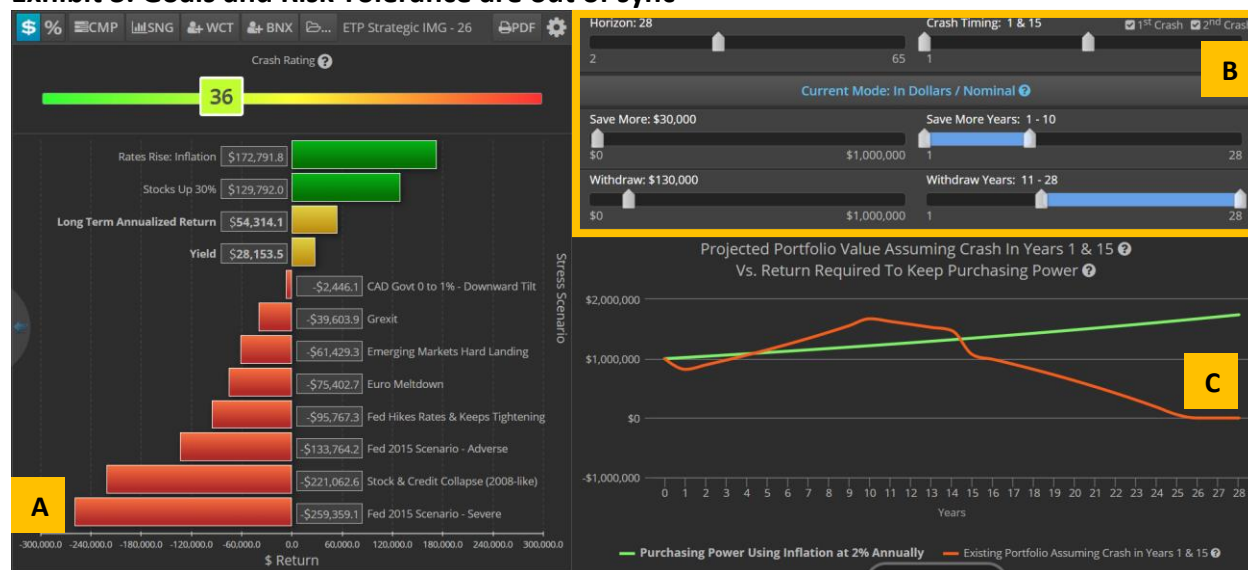 Exhibit 3: Goals and Risk Tolerance are Out of Sync
$ % CMP SNG WCT BNX ... ETP Strategic IMG - 26 PDF
Crash Rating
36
Rates Rise: Inflation $172,791.8
Stocks Up 30% $129,792.0
Long Term Annualized Return $54,314.1
Yield $28,153.5
-$2,446.1 CAD Govt 0 to 1% - Downward Tilt
-$39,603.9 Grexit
-$61,429.3 Emerging Markets Hard Landing
-$75,402.7 Euro Meltdown
-$95,767.3 Fed Hikes Rates & Keeps Tightening
-$133,764.2 Fed 2015 Scenario - Adverse
-$221,062.6 Stock & Credit Collapse (2008-like)
-$259,359.1 Fed 2015 Scenario - Severe
A
-300,000.0 -240,000.0 -180,000.0 -120,000.0 -60,000.0 0.0 60,000.0 120,000.0 180,000.0 240,000.0 300,000.0
$ Return
Stress Scenario
Horizon: 28 Crash Timing: 1 & 15 1st Crash 2nd Crash
2 65 1
B
Current Mode: In Dollars / Nominal
Save More: $30,000 Save More Years: 1 - 10
$0 $1,000,000 1 28
Withdraw: $130,000 Withdraw Years: 11 - 28
$0 $1,000,000 1 28
Projected Portfolio Value Assuming Crash In Years 1 & 15
Vs. Return Required To Keep Purchasing Power
$2,000,000
$1,000,000
C
$0
-$1,000,000
0 1 2 3 4 5 6 7 8 9 10 11 12 13 14 15 16 17 18 19 20 21 22 23 24 25 26 27 28
Years
Purchasing Power Using Inflation at 2% Annually Existing Portfolio Assuming Crash in Years 1 & 15